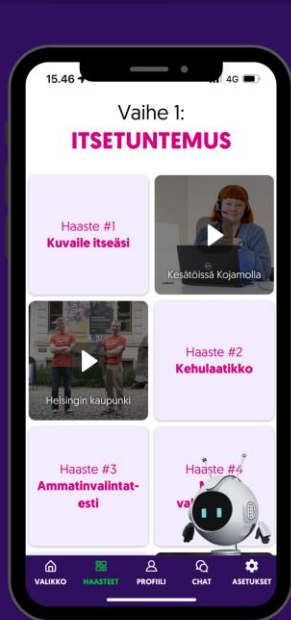 15.46 4G
Vaihe 1:
ITSETUNTEMUS
Haaste #1
Kuvaile itseäsi
Kesätöissä Kojamolla
Helsingin kaupunki
Haaste #2
Kehulaatikko
Haaste #3
Ammatinvalintat-
esti
Haaste #4
VALIKKO HAASTEET PROFIILI CHAT ASETUKSET